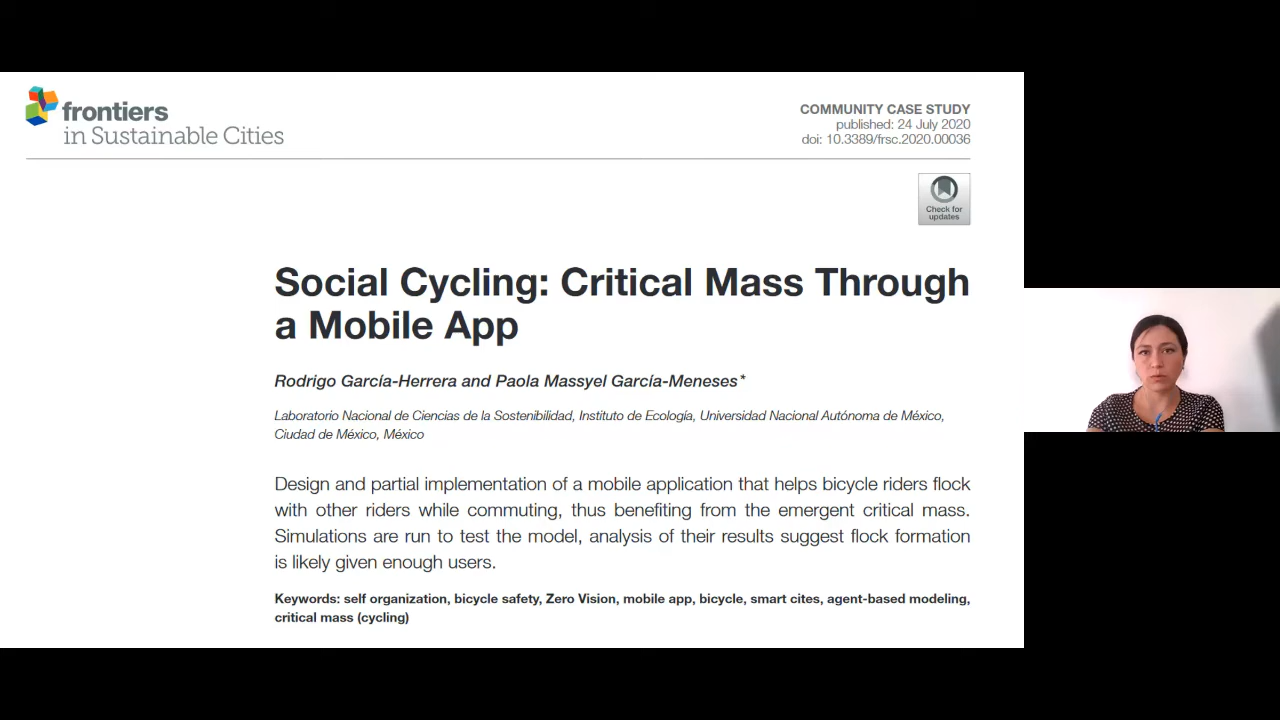 frontiers
in Sustainable Cities
COMMUNITY CASE STUDY
published: 24 July 2020
doi: 10.3389/frsc.2020.00036
Check for
updates
Social Cycling: Critical Mass Through
a Mobile App
Rodrigo García-Herrera and Paola Massyel García-Meneses*
Laboratorio Nacional de Ciencias de la Sostenibilidad, Instituto de Ecología, Universidad Nacional Autónoma de México,
Ciudad de México, México
Design and partial implementation of a mobile application that helps bicycle riders flock
with other riders while commuting, thus benefiting from the emergent critical mass.
Simulations are run to test the model, analysis of their results suggest flock formation
is likely given enough users.
Keywords: self organization, bicycle safety, Zero Vision, mobile app, bicycle, smart cites, agent-based modeling,
critical mass (cycling)